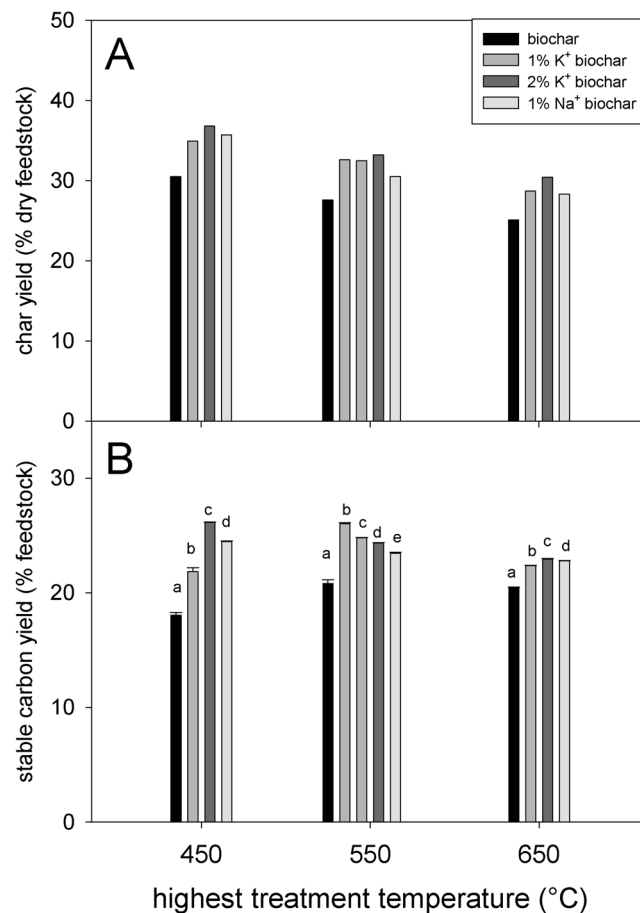 A
50
40
30
20
10
0
char yield (% dry feedstock)
biochar
1% K⁺ biochar
2% K⁺ biochar
1% Na⁺ biochar
B
30
20
10
0
stable carbon yield (% feedstock)
a b c d
a b c d e
a b c d
450 550 650
highest treatment temperature (°C)